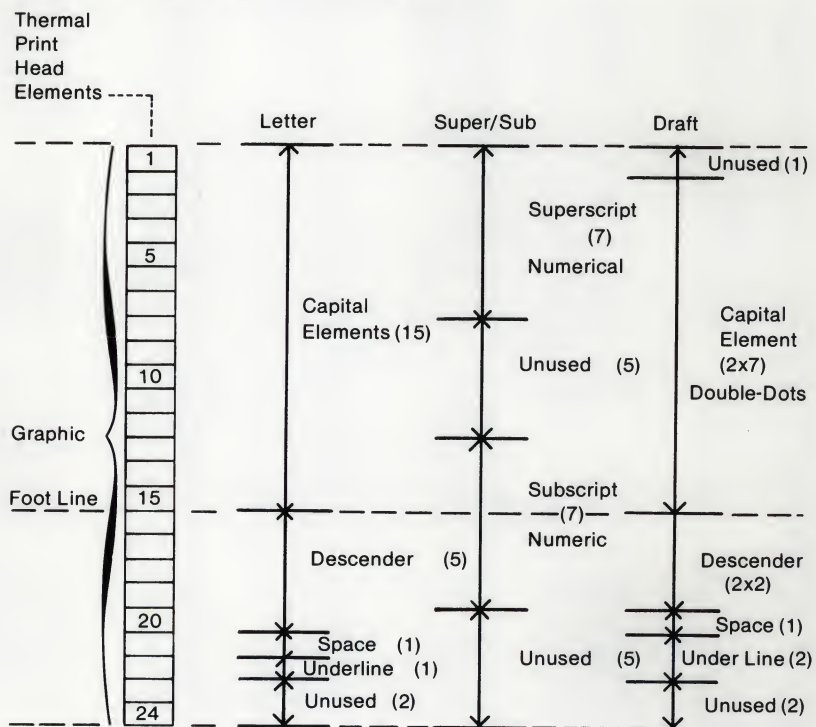 Thermal
Print
Head
Elements
Letter
Super/Sub
Draft
1
Unused (1)
Superscript
(7)
Numerical
5
Capital
Elements (15)
Capital
Element
(2x7)
Double-Dots
Unused (5)
10
Graphic
Foot Line
15
Subscript
(7)
Numeric
Descender (5)
Descender
(2x2)
20
Space (1)
Underline (1)
Unused (2)
Unused (5)
Space (1)
Under Line (2)
Unused (2)
24